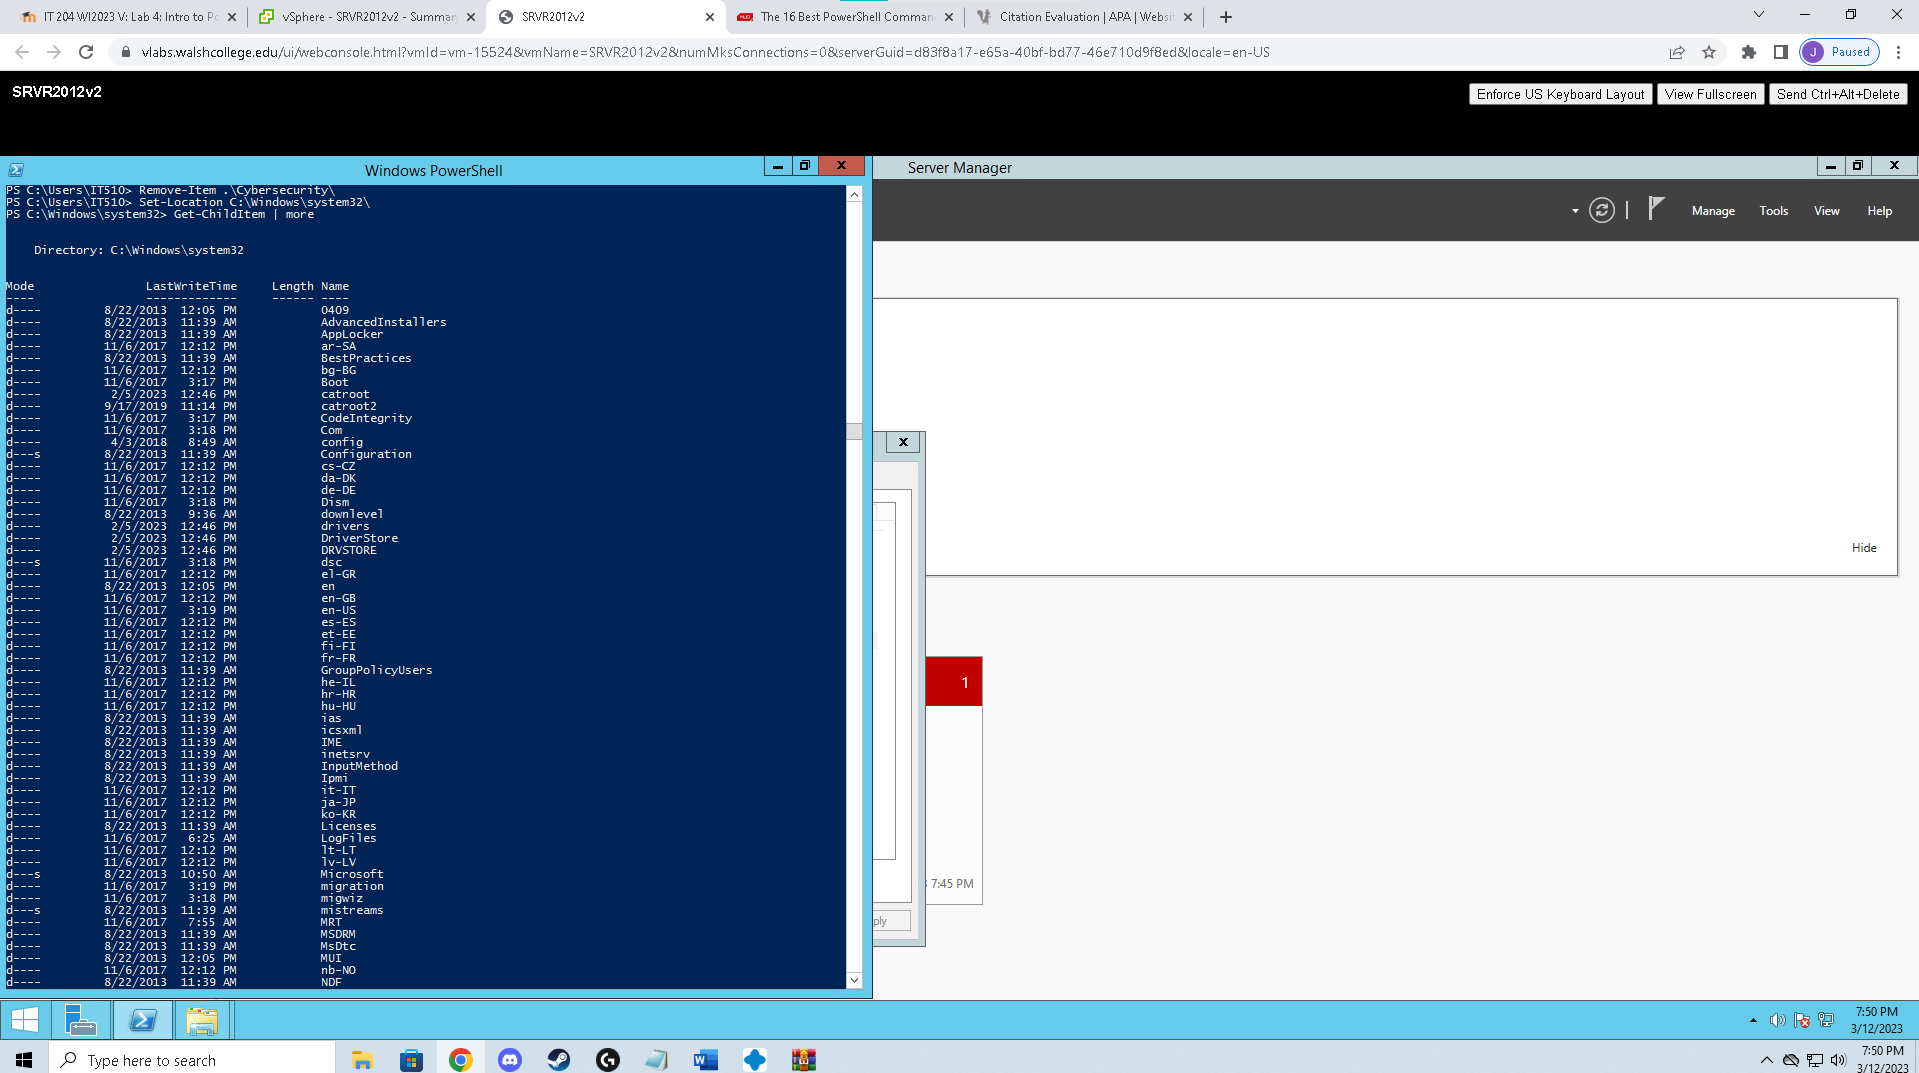 IT 204 WI2023 V: Lab 4: Intro to Po
vSphere - SRVR2012v2 - Summary
SRVR2012v2
The 16 Best PowerShell Comman
Citation Evaluation | APA | Websit
vlabs.walshcollege.edu/ui/webconsole.html?vmId=vm-15524&vmName=SRVR2012v2&numMksConnections=0&serverGuid=d83f8a17-e65a-40bf-bd77-46e710d9f8ed&locale=en-US
J Paused
SRVR2012v2
Enforce US Keyboard Layout
View Fullscreen
Send Ctrl+Alt+Delete
Windows PowerShell
Server Manager
Manage Tools View Help
PS C:\Users\IT510> Remove-Item .\Cybersecurity\
PS C:\Users\IT510> Set-Location C:\Windows\system32\
PS C:\Windows\system32> Get-ChildItem | more
Directory: C:\Windows\system32
Mode LastWriteTime Length Name
---- ------------- ------ ----
d---- 8/22/2013 12:05 PM 0409
d---- 8/22/2013 11:39 AM AdvancedInstallers
d---- 8/22/2013 11:39 AM AppLocker
d---- 11/6/2017 12:12 PM ar-SA
d---- 8/22/2013 11:39 AM BestPractices
d---- 11/6/2017 12:12 PM bg-BG
d---- 11/6/2017 3:17 PM Boot
d---- 2/5/2023 12:46 PM catroot
d---- 9/17/2019 11:14 PM catroot2
d---- 11/6/2017 3:17 PM CodeIntegrity
d---- 11/6/2017 3:18 PM Com
d---- 4/3/2018 8:49 AM config
d---s 8/22/2013 11:39 AM Configuration
d---- 11/6/2017 12:12 PM cs-CZ
d---- 11/6/2017 12:12 PM da-DK
d---- 11/6/2017 12:12 PM de-DE
d---- 11/6/2017 3:18 PM Dism
d---- 8/22/2013 9:36 AM downlevel
d---- 2/5/2023 12:46 PM drivers
d---- 2/5/2023 12:46 PM DriverStore
d---- 2/5/2023 12:46 PM DRVSTORE
d---s 11/6/2017 3:18 PM dsc
d---- 11/6/2017 12:12 PM el-GR
d---- 8/22/2013 12:05 PM en
d---- 11/6/2017 12:12 PM en-GB
d---- 11/6/2017 3:19 PM en-US
d---- 11/6/2017 12:12 PM es-ES
d---- 11/6/2017 12:12 PM et-EE
d---- 11/6/2017 12:12 PM fi-FI
d---- 11/6/2017 12:12 PM fr-FR
d---- 8/22/2013 11:39 AM GroupPolicyUsers
d---- 11/6/2017 12:12 PM he-IL
d---- 11/6/2017 12:12 PM hr-HR
d---- 11/6/2017 12:12 PM hu-HU
d---- 8/22/2013 11:39 AM ias
d---- 8/22/2013 11:39 AM icsxml
d---- 8/22/2013 11:39 AM IME
d---- 8/22/2013 11:39 AM inetsrv
d---- 8/22/2013 11:39 AM InputMethod
d---- 8/22/2013 11:39 AM Ipmi
d---- 11/6/2017 12:12 PM it-IT
d---- 11/6/2017 12:12 PM ja-JP
d---- 11/6/2017 12:12 PM ko-KR
d---- 8/22/2013 11:39 AM Licenses
d---- 11/6/2017 6:25 AM LogFiles
d---- 11/6/2017 12:12 PM lt-LT
d---- 11/6/2017 12:12 PM lv-LV
d---s 8/22/2013 10:50 AM Microsoft
d---- 11/6/2017 3:19 PM migration
d---- 11/6/2017 3:18 PM migwiz
d---s 8/22/2013 11:39 AM mistreams
d---- 11/6/2017 7:55 AM MRT
d---- 8/22/2013 11:39 AM MSDRM
d---- 8/22/2013 11:39 AM MsDtc
d---- 8/22/2013 12:05 PM MUI
d---- 11/6/2017 12:12 PM nb-NO
d---- 8/22/2013 11:39 AM NDF
Hide
1
7:45 PM
ply
7:50 PM
3/12/2023
Type here to search
7:50 PM
3/12/2023